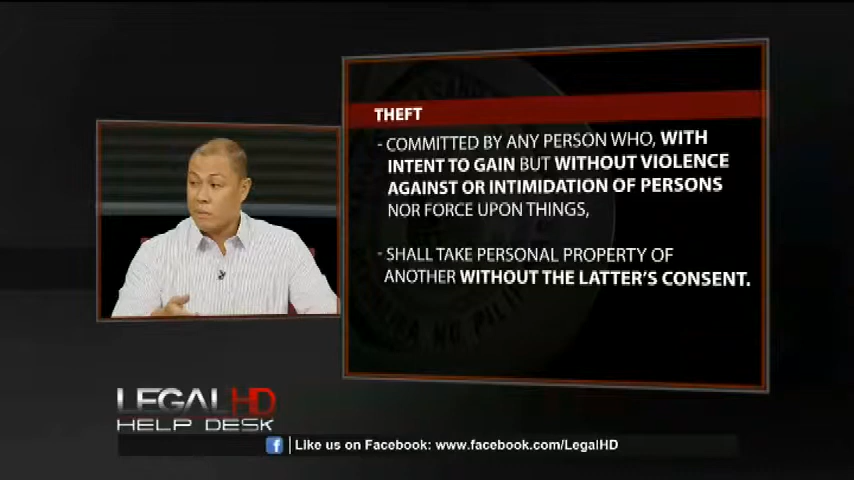 THEFT
- COMMITTED BY ANY PERSON WHO, WITH
INTENT TO GAIN BUT WITHOUT VIOLENCE
AGAINST OR INTIMIDATION OF PERSONS
NOR FORCE UPON THINGS,
- SHALL TAKE PERSONAL PROPERTY OF
ANOTHER WITHOUT THE LATTER'S CONSENT.
LEGALHD
HELP DESK
f | Like us on Facebook: www.facebook.com/LegalHD